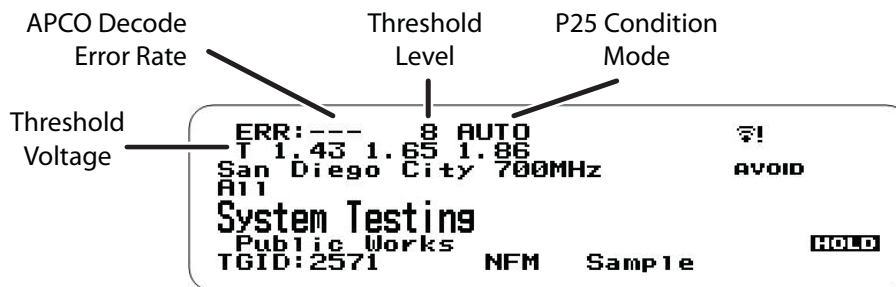 APCO Decode
Error Rate
Threshold
Level
P25 Condition
Mode
Threshold
Voltage
ERR:--- 8 AUTO !
T 1.43 1.65 1.86
San Diego City 700MHz AVOID
All
System Testing
Public Works HOLD
TGID:2571 NFM Sample